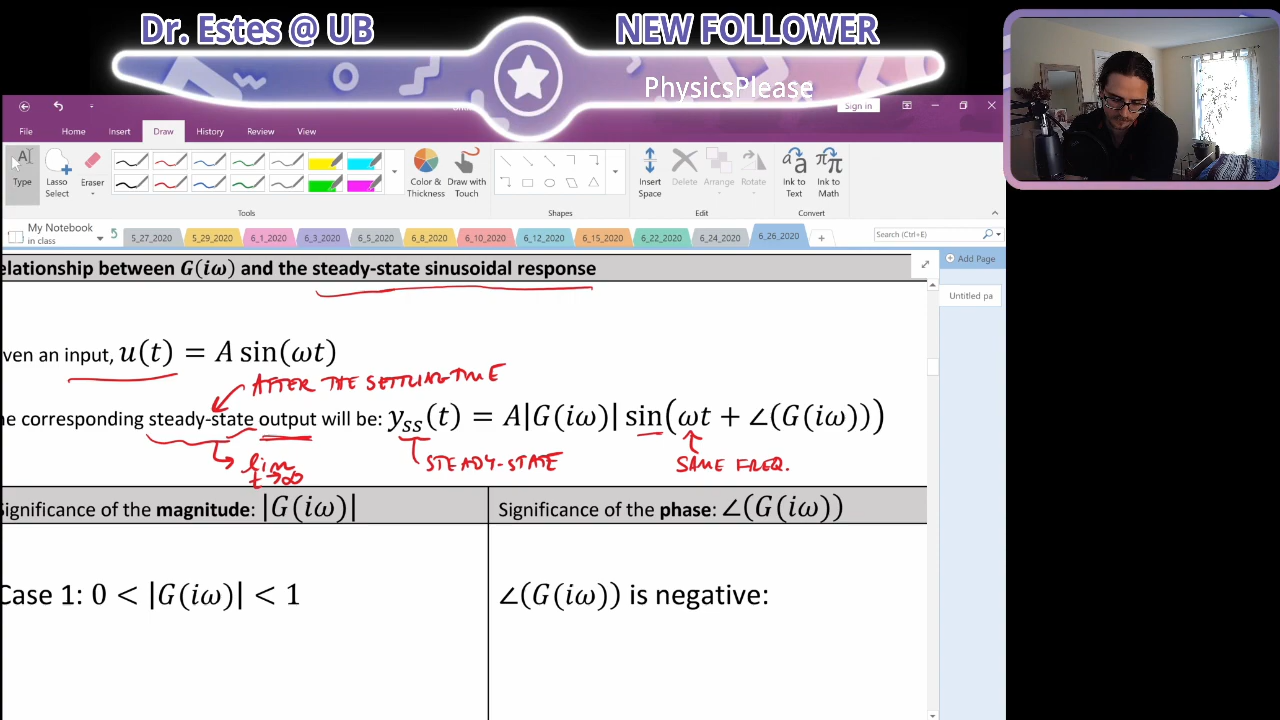 Dr. Estes @ UB
NEW FOLLOWER
PhysicsPlease
Sign in
File Home Insert Draw History Review View
Type Lasso Select Eraser Color & Thickness Draw with Touch Insert Space Delete Arrange Rotate Ink to Text Ink to Math
Tools Shapes Edit Convert
My Notebook
in class
5 5_27_2020 5_29_2020 6_1_2020 6_3_2020 6_5_2020 6_8_2020 6_10_2020 6_12_2020 6_15_2020 6_22_2020 6_24_2020 6_26_2020 + Search (Ctrl+E)
Add Page
Untitled pa
elationship between G(iω) and the steady-state sinusoidal response
ven an input, u(t) = A sin(ωt)
AFTER THE SETTLING TIME
he corresponding steady-state output will be: y_SS(t) = A|G(iω)| sin(ωt + ∠(G(iω)))
lim t→∞
STEADY-STATE
SAME FREQ.
Significance of the magnitude: |G(iω)|
Significance of the phase: ∠(G(iω))
Case 1: 0 < |G(iω)| < 1
∠(G(iω)) is negative: